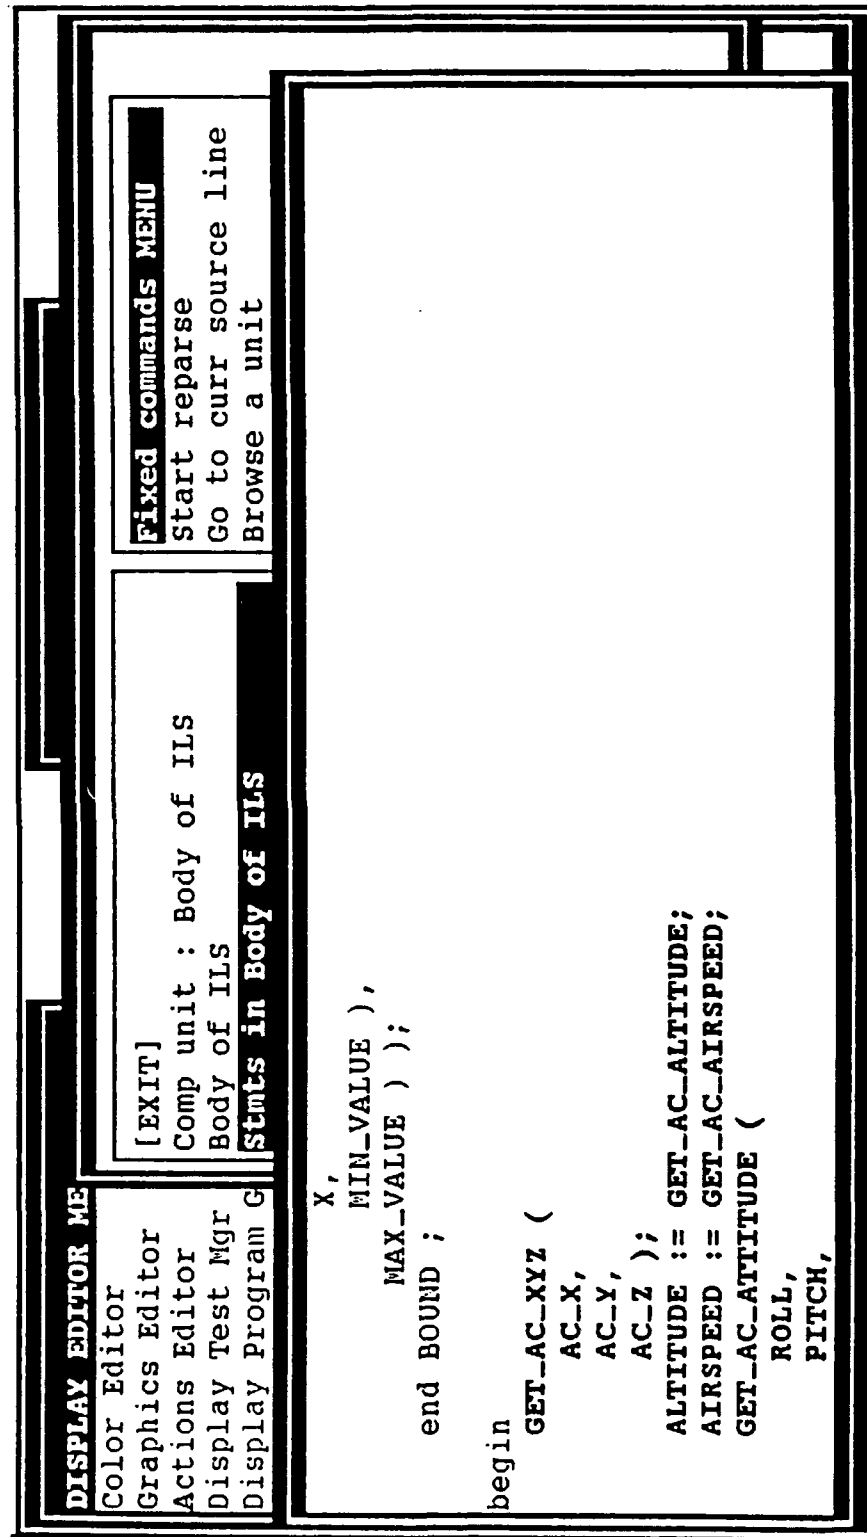 DISPLAY EDITOR ME
Color Editor
Graphics Editor
Actions Editor
Display Test Mgr
Display Program G
[EXIT]
Comp unit : Body of ILS
Body of ILS
Stmts in Body of ILS
Fixed commands MENU
Start reparse
Go to curr source line
Browse a unit
X,
MIN_VALUE ),
MAX_VALUE ) );
end BOUND ;
begin
GET_AC_XYZ (
AC_X,
AC_Y,
AC_Z );
ALTITUDE := GET_AC_ALTITUDE;
AIRSPEED := GET_AC_AIRSPEED;
GET_AC_ATTITUDE (
ROLL,
PITCH,